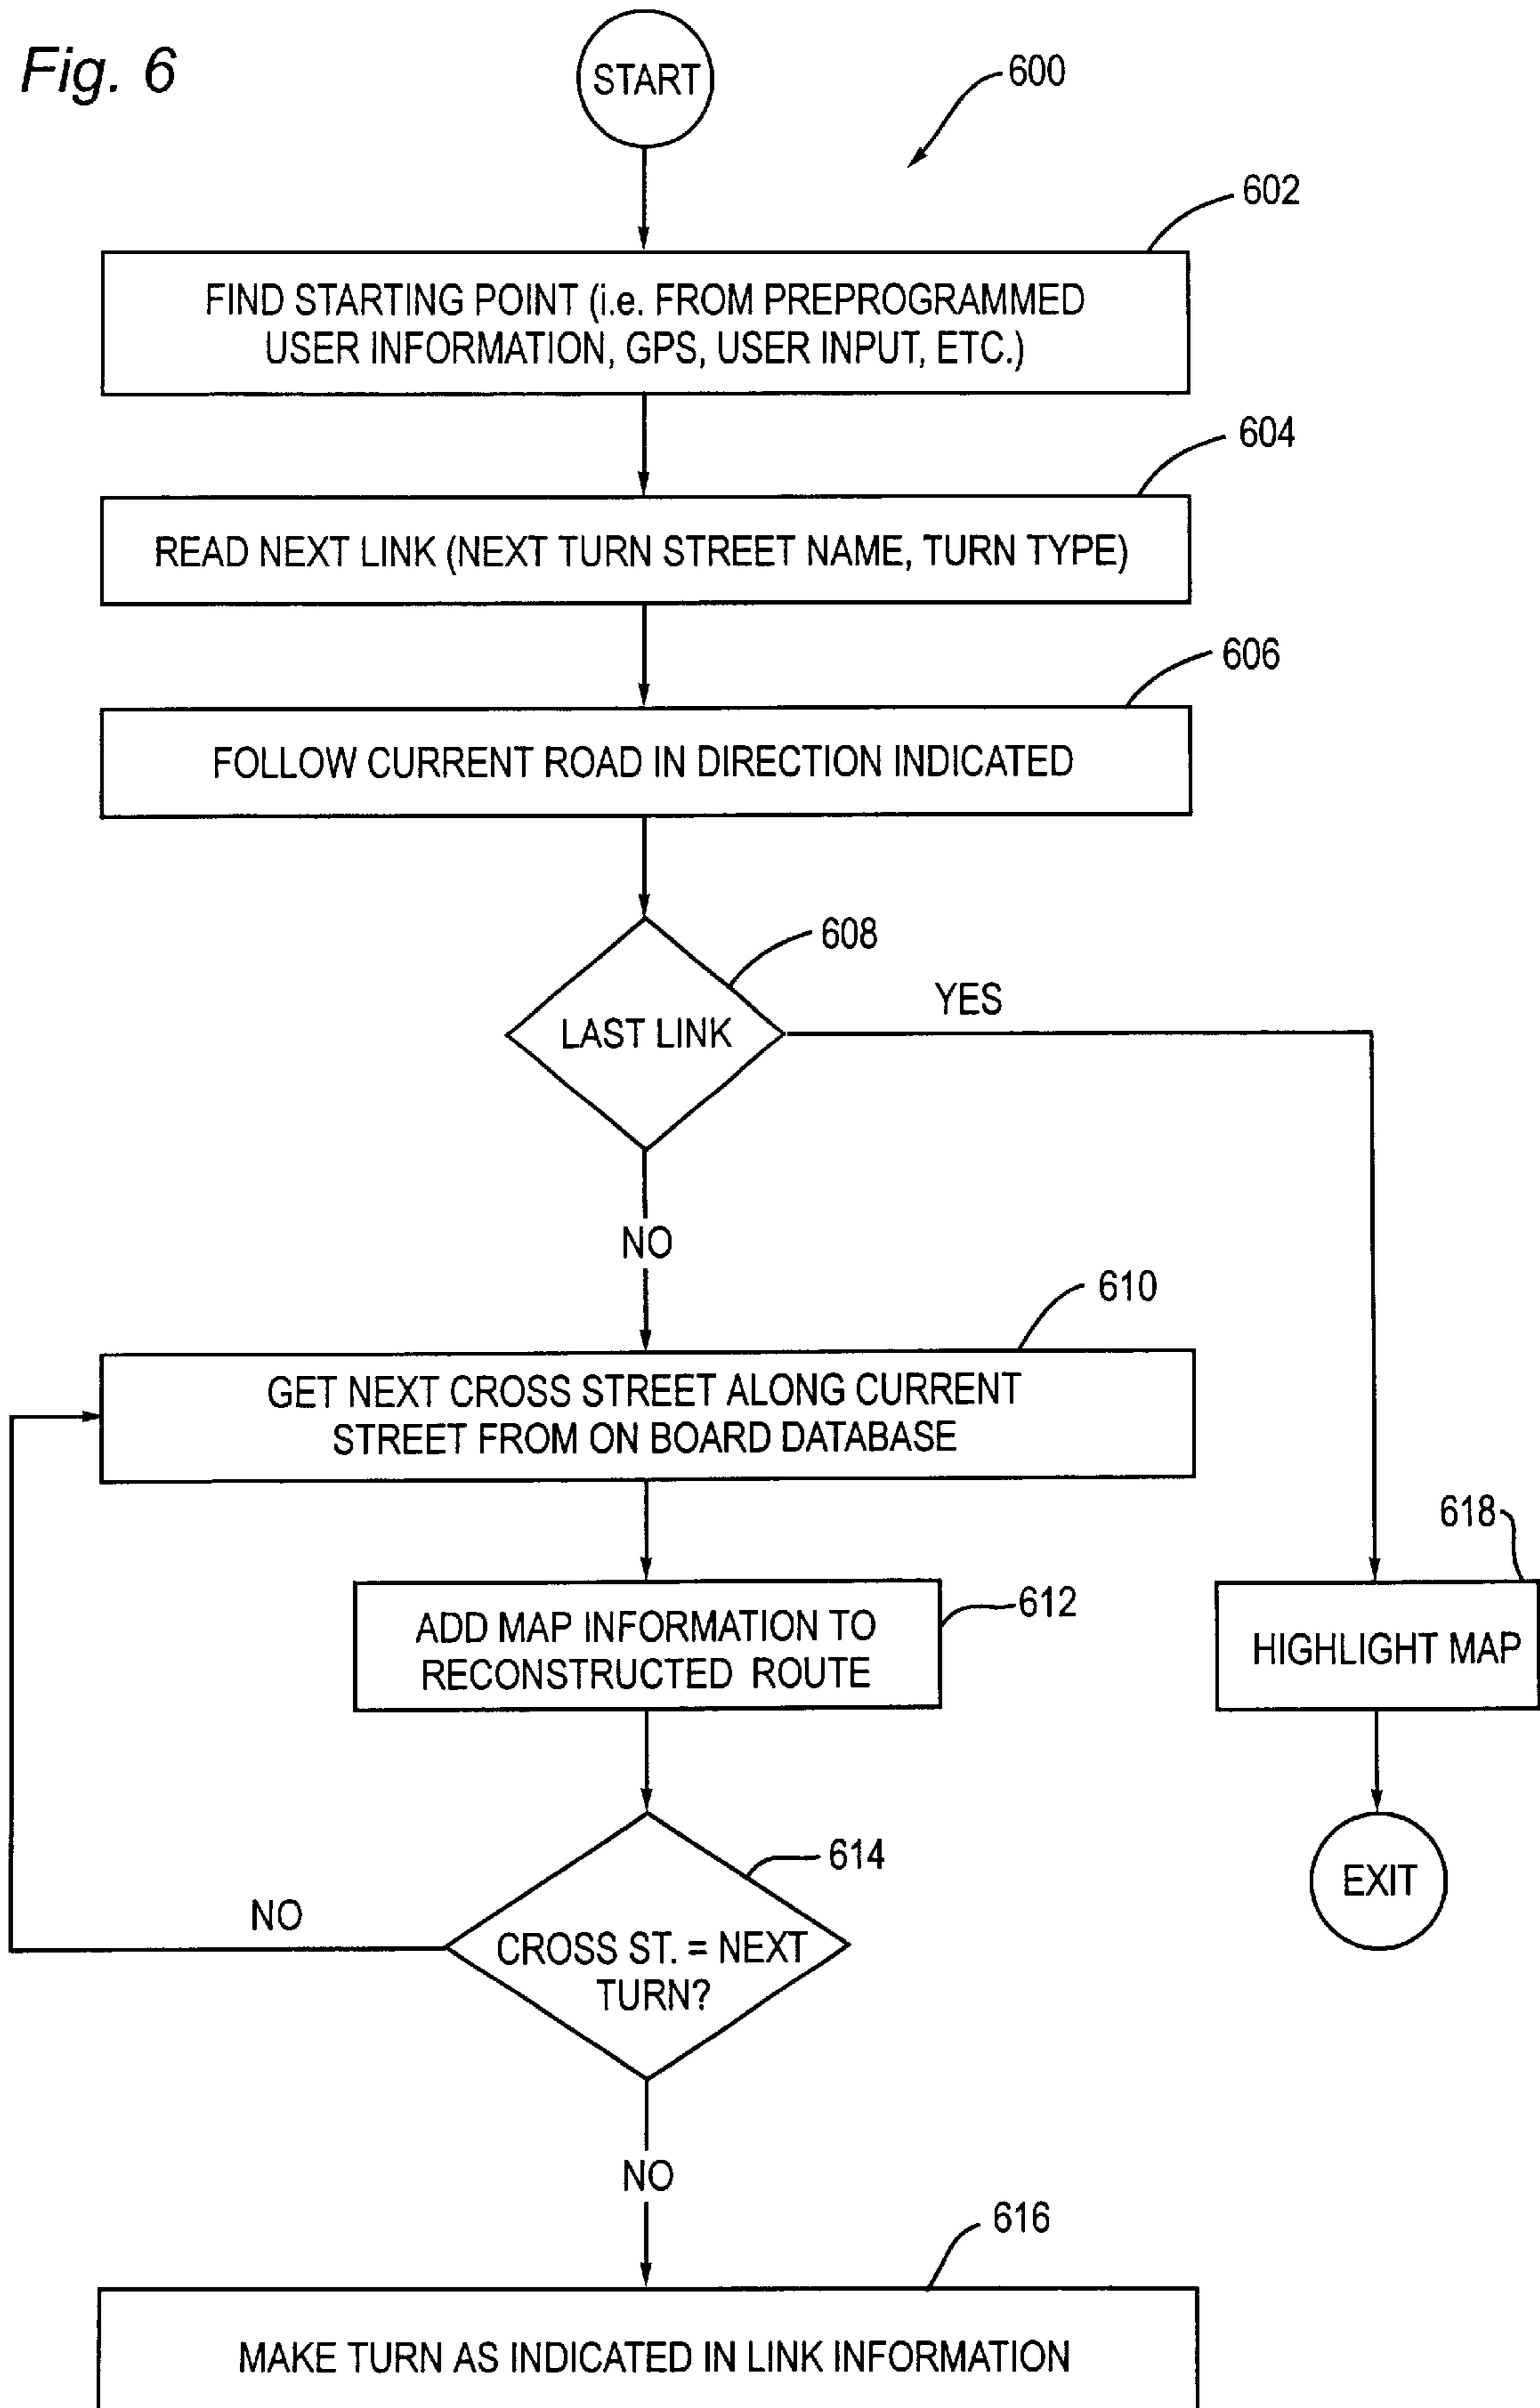 Fig. 6
START
600
602
FIND STARTING POINT (i.e. FROM PREPROGRAMMED
USER INFORMATION, GPS, USER INPUT, ETC.)
604
READ NEXT LINK (NEXT TURN STREET NAME, TURN TYPE)
606
FOLLOW CURRENT ROAD IN DIRECTION INDICATED
608
LAST LINK
YES
NO
610
GET NEXT CROSS STREET ALONG CURRENT
STREET FROM ON BOARD DATABASE
618
612
ADD MAP INFORMATION TO
RECONSTRUCTED ROUTE
HIGHLIGHT MAP
614
NO
CROSS ST. = NEXT
TURN?
EXIT
NO
616
MAKE TURN AS INDICATED IN LINK INFORMATION